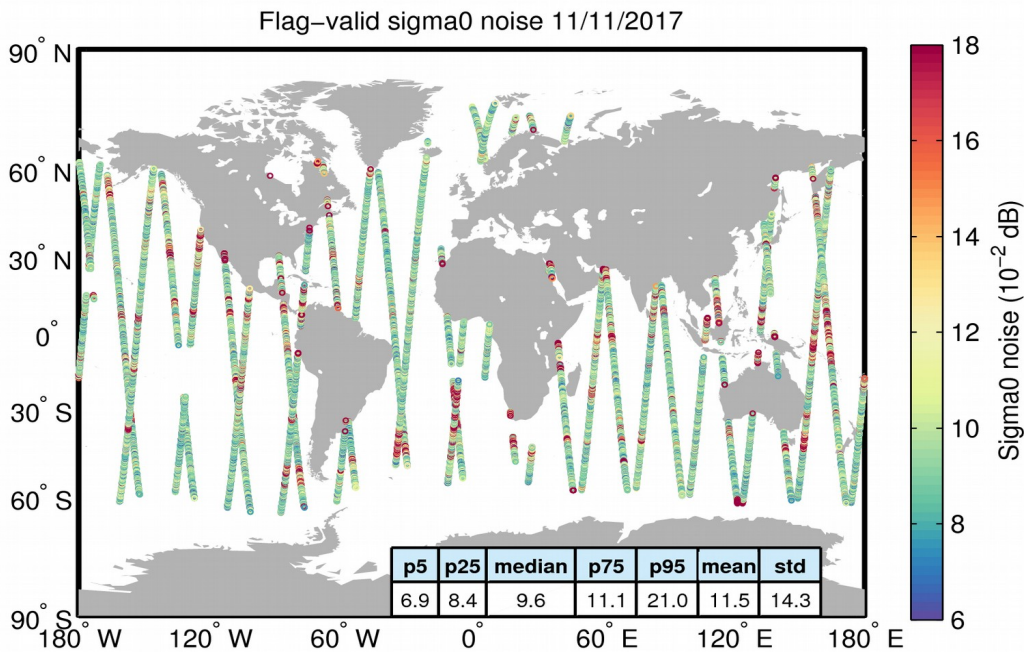 Flag−valid sigma0 noise 11/11/2017
90° N
60° N
30° N
0°
30° S
60° S
90° S
180° W
120° W
60° W
0°
60° E
120° E
180° E
p5 p25 median p75 p95 mean std
6.9 8.4 9.6 11.1 21.0 11.5 14.3
18
16
14
12
10
8
6
Sigma0 noise (10⁻² dB)